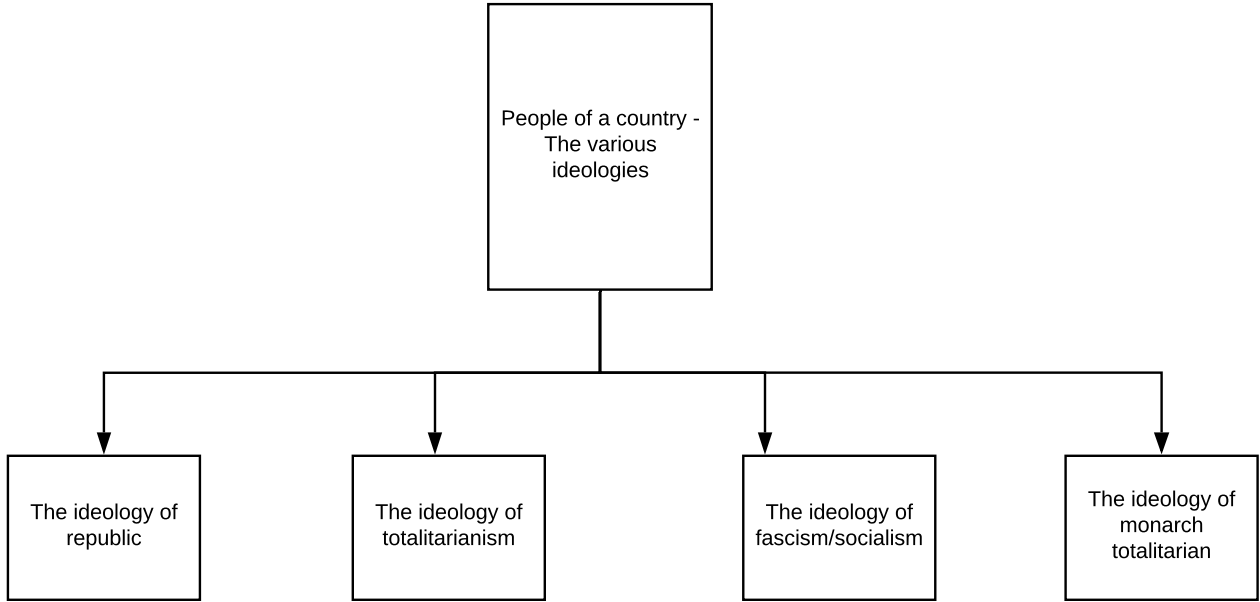 People of a country -
The various
ideologies
The ideology of
republic
The ideology of
totalitarianism
The ideology of
fascism/socialism
The ideology of
monarch
totalitarian